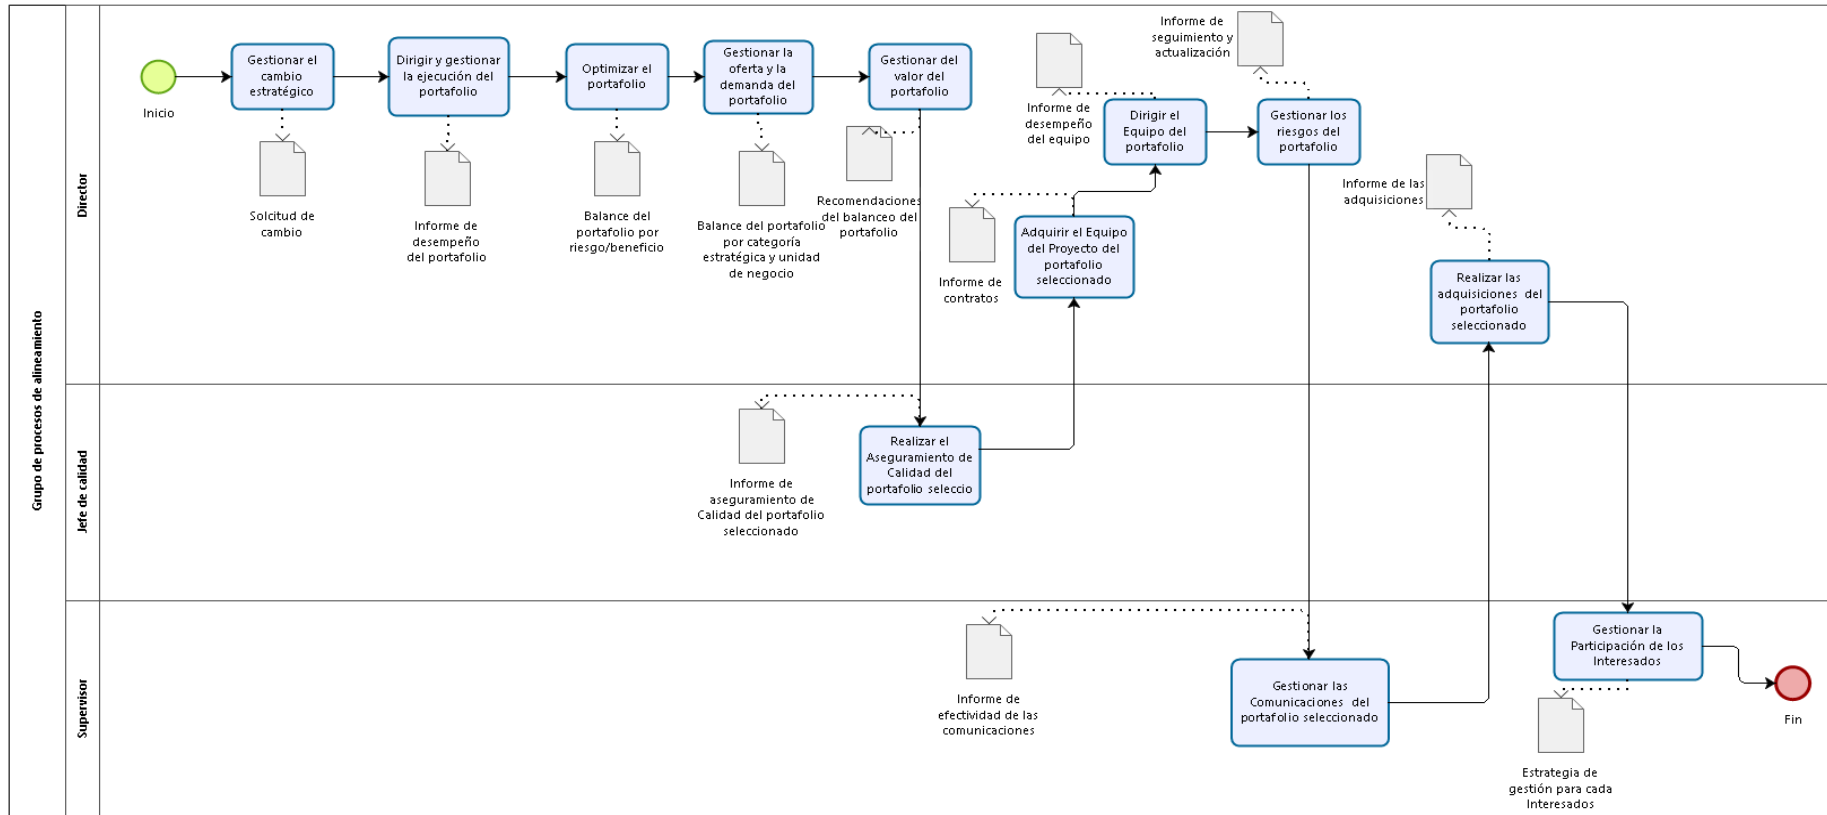 Grupo de procesos de alineamiento
Director
Inicio
Gestionar el
cambio
estratégico
Solcitud de
cambio
Dirigir y gestionar
la ejecución del
portafolio
Informe de
desempeño
del portafolio
Optimizar el
portafolio
Balance del
portafolio por
riesgo/beneficio
Gestionar la
oferta y la
demanda del
portafolio
Balance del portafolio
por categoría
estratégica y unidad
de negocio
Gestionar del
valor del
portafolio
Recomendaciones
del balanceo del
portafolio
Informe de
contratos
Adquirir el Equipo
del Proyecto del
portafolio
seleccionado
Informe de
desempeño
del equipo
Dirigir el
Equipo del
portafolio
Informe de
seguimiento y
actualización
Gestionar los
riesgos del
portafolio
Informe de las
adquisiciones
Realizar las
adquisiciones  del
portafolio
seleccionado
Jefe de calidad
Informe de
aseguramiento de
Calidad del portafolio
seleccionado
Realizar el
Aseguramiento de
Calidad del
portafolio seleccio
Supervisor
Informe de
efectividad de las
comunicaciones
Gestionar las
Comunicaciones  del
portafolio seleccionado
Gestionar la
Participación de los
Interesados
Estrategia de
gestión para cada
Interesados
Fin